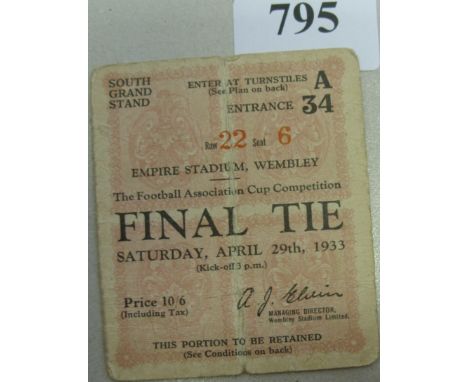 795
SOUTH GRAND STAND
ENTER AT TURNSTILES A
(See Plan on back)
ENTRANCE 34
Row 22 Seat 6
EMPIRE STADIUM, WEMBLEY
The Football Association Cup Competition
FINAL TIE
SATURDAY, APRIL 29th, 1933
(Kick-off 3 p.m.)
Price 10/6
(Including Tax)
A. J. Elvin
MANAGING DIRECTOR,
Wembley Stadium Limited.
THIS PORTION TO BE RETAINED
(See Conditions on back)